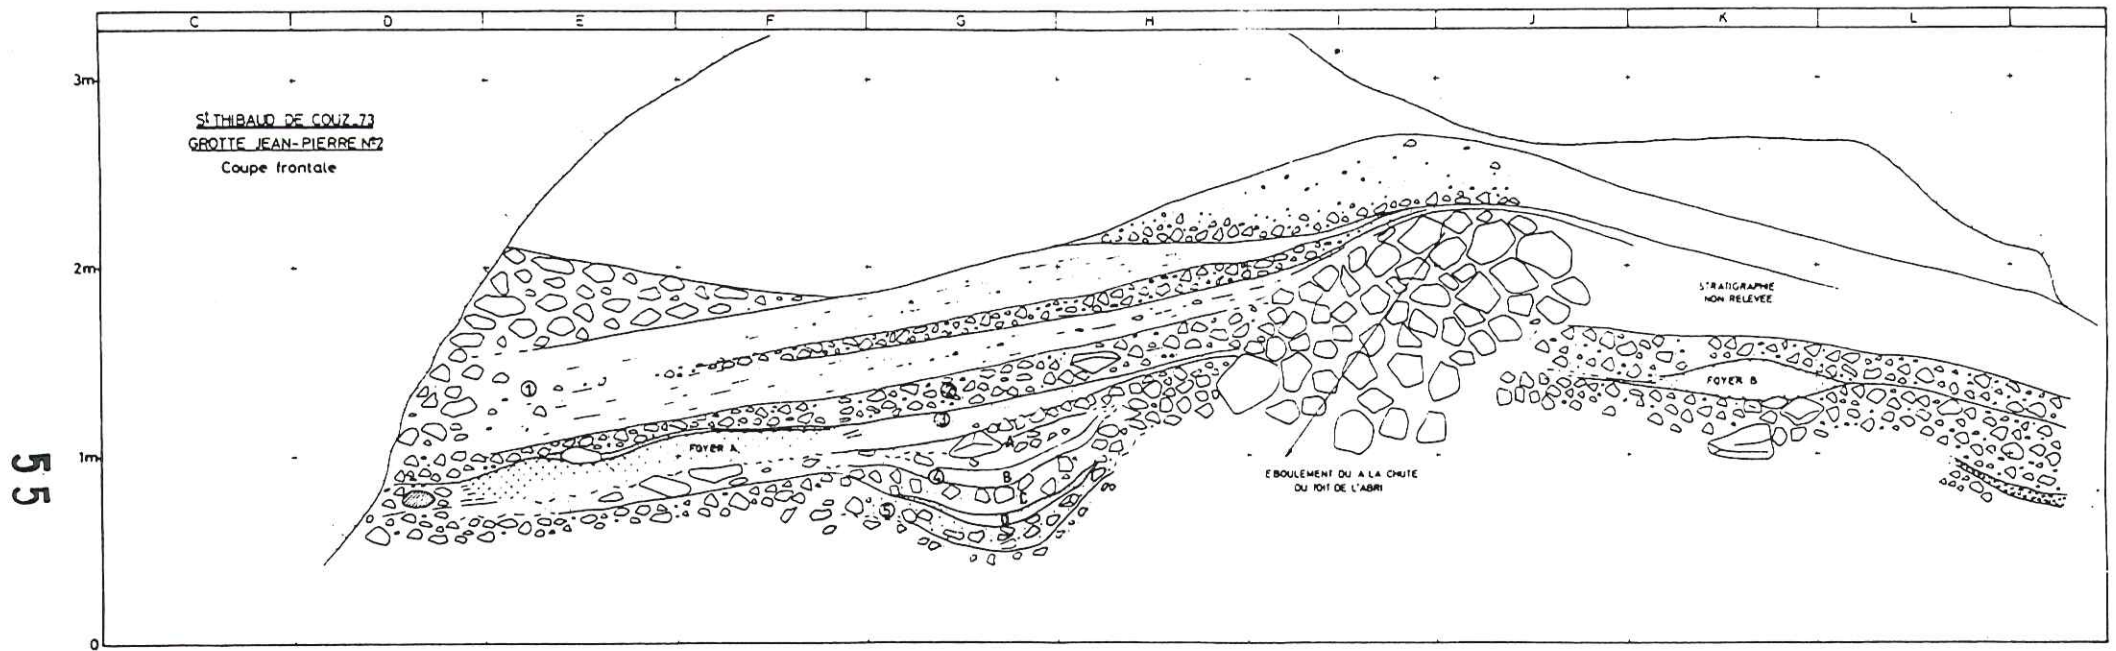 C D E F G H I J K L
3m
St THIBAUD DE COUZ.73
GROTTE JEAN-PIERRE N°2
Coupe frontale
2m
STRATIGRAPHIE
NON RELEVÉE
1
2
FOYER B
3
A
FOYER A
1m
4
B
C
EBOULEMENT DU A LA CHUTE
DU TOIT DE L'ABRI
5
D
0
55